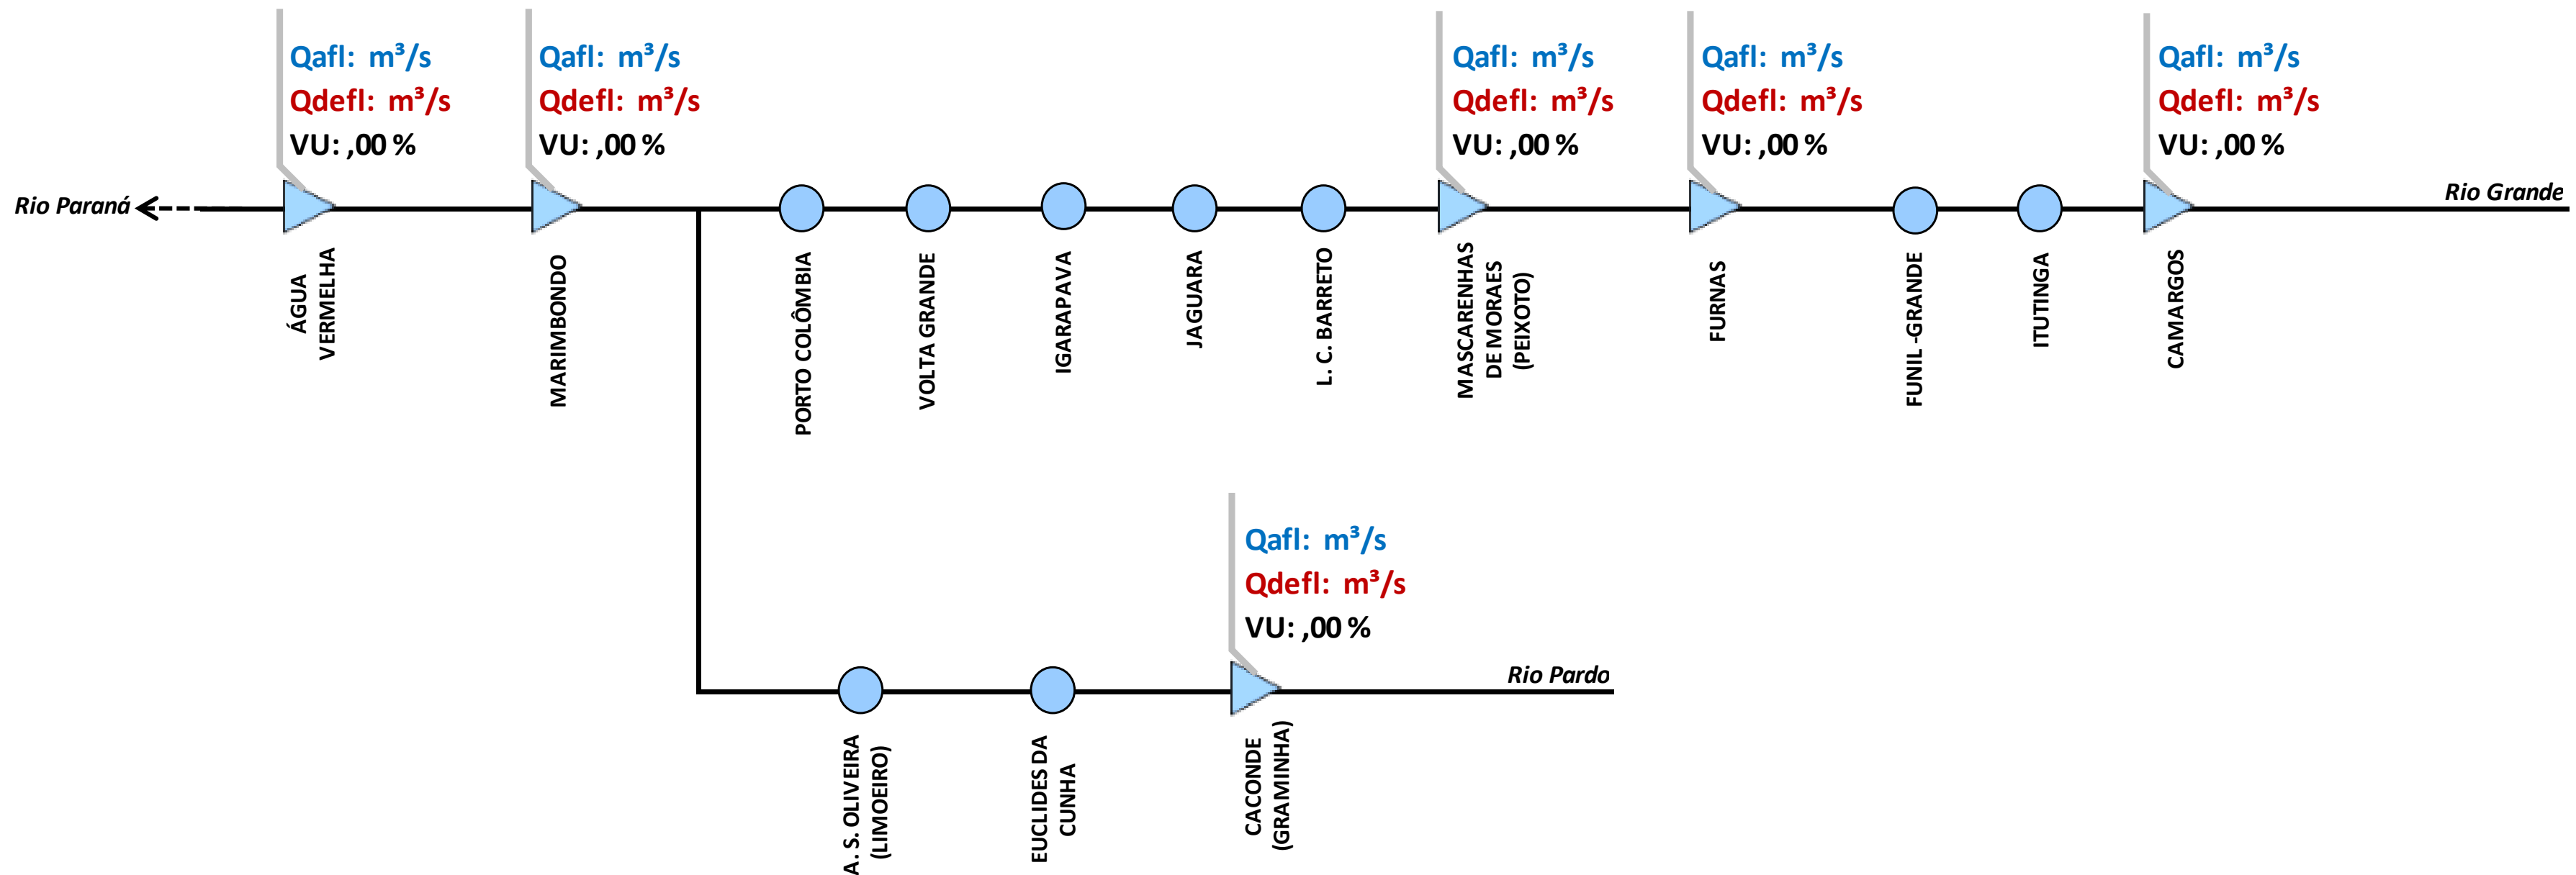 Qafl: m³/s
Qdefl: m³/s
VU: ,00 %
Qafl: m³/s
Qdefl: m³/s
VU: ,00 %
Qafl: m³/s
Qdefl: m³/s
VU: ,00 %
Qafl: m³/s
Qdefl: m³/s
VU: ,00 %
Qafl: m³/s
Qdefl: m³/s
VU: ,00 %
Rio Paraná
Rio Grande
ÁGUA
VERMELHA
MARIMBONDO
PORTO COLÔMBIA
VOLTA GRANDE
IGARAPAVA
JAGUARA
L. C. BARRETO
MASCARENHAS
DE MORAES
(PEIXOTO)
FURNAS
FUNIL -GRANDE
ITUTINGA
CAMARGOS
Qafl: m³/s
Qdefl: m³/s
VU: ,00 %
Rio Pardo
A. S. OLIVEIRA
(LIMOEIRO)
EUCLIDES DA
CUNHA
CACONDE
(GRAMINHA)